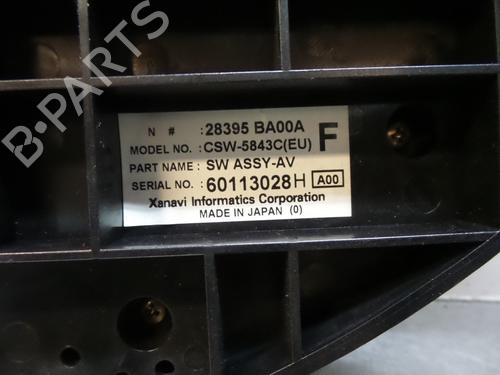 N # : 28395 BA00A
MODEL NO. : CSW-5843C(EU) F
PART NAME : SW ASSY-AV
SERIAL NO. : 60113028H A00
Xanavi Informatics Corporation
MADE IN JAPAN (0)
B-PARTS